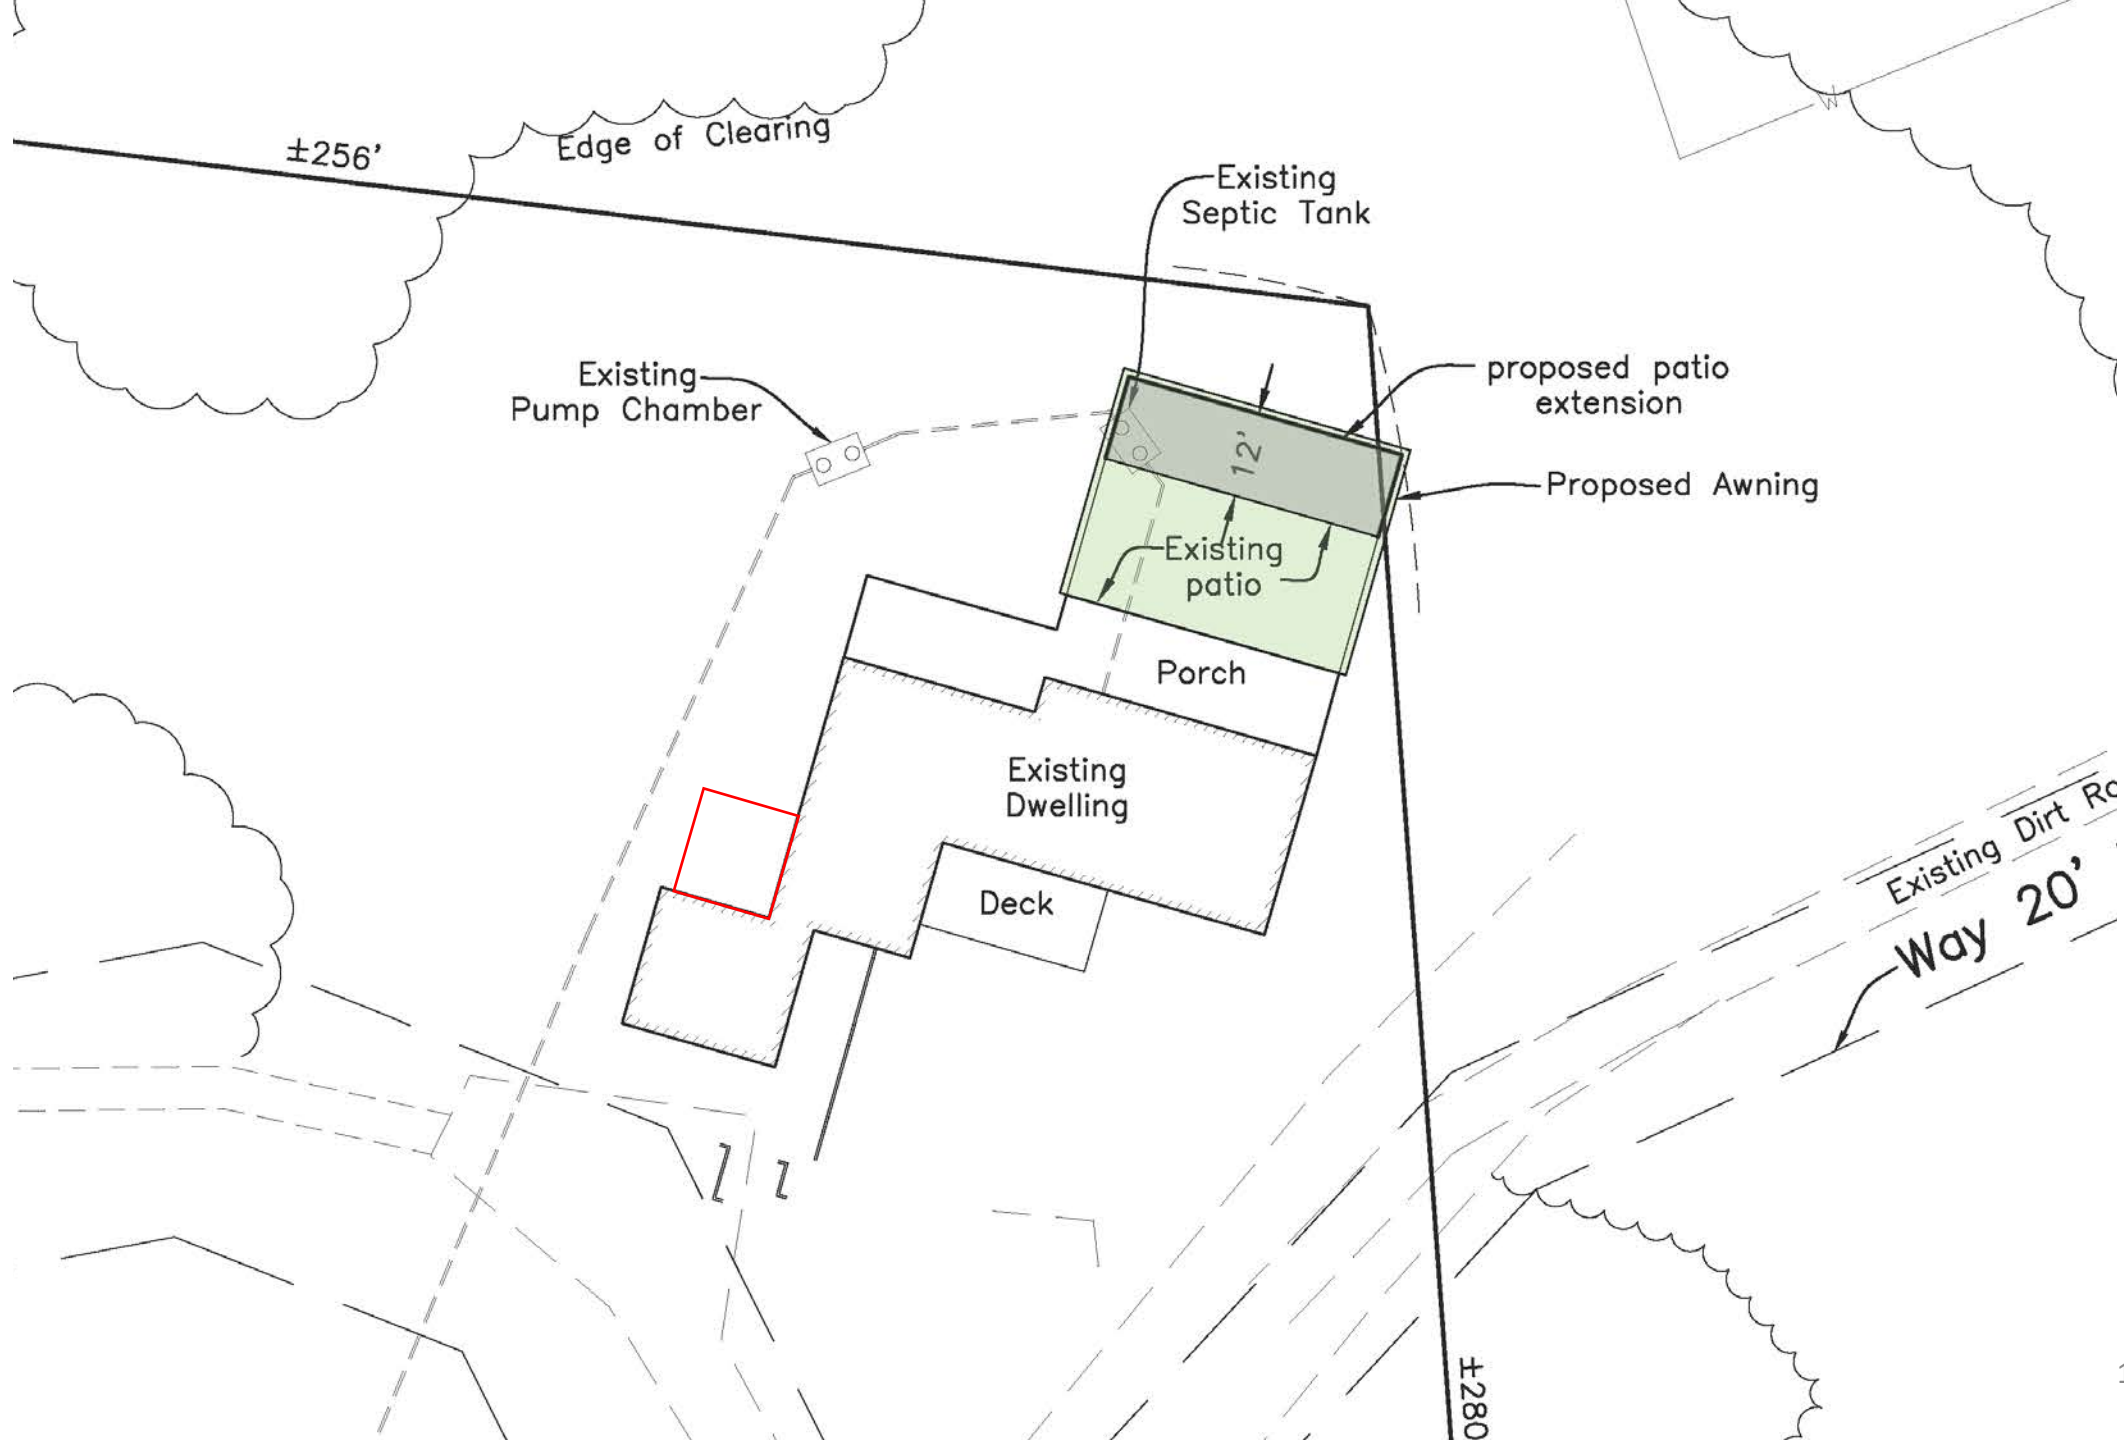 Edge of Clearing
±256'
W
Existing
Septic Tank
Existing
Pump Chamber
proposed patio
extension
12'
Proposed Awning
Existing
patio
Porch
Existing
Dwelling
Deck
Existing Dirt Ro
Way 20'
±280